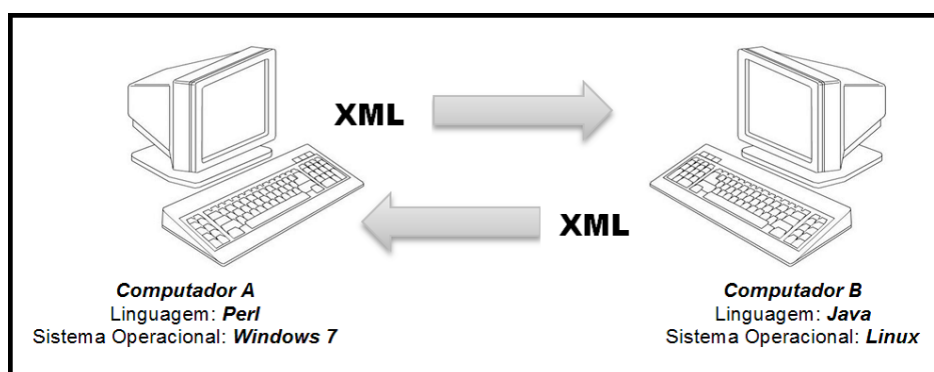 XML
XML
Computador A
Linguagem: Perl
Sistema Operacional: Windows 7
Computador B
Linguagem: Java
Sistema Operacional: Linux